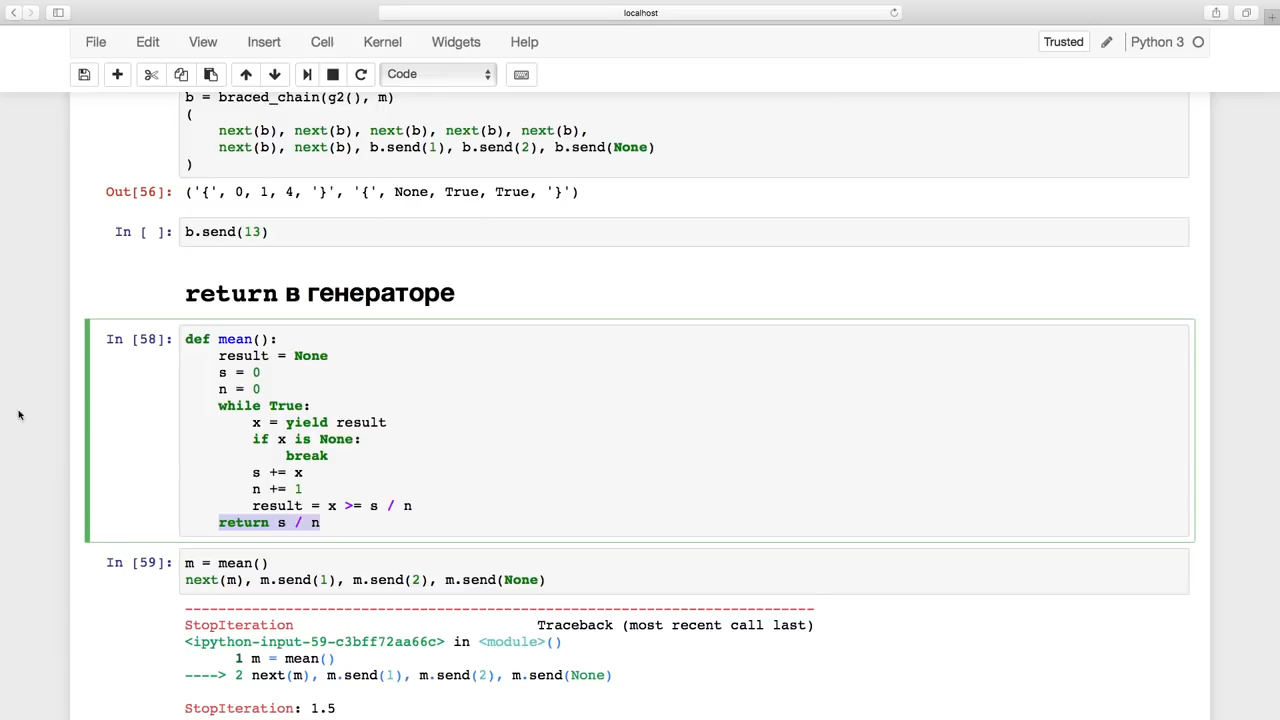 localhost
File Edit View Insert Cell Kernel Widgets Help Trusted Python 3
Code
b = braced_chain(g2(), m)
(
    next(b), next(b), next(b), next(b), next(b),
    next(b), next(b), b.send(1), b.send(2), b.send(None)
)
Out[56]: ('{', 0, 1, 4, '}', '{', None, True, True, '}')
In [ ]: b.send(13)
return в генераторе
In [58]: def mean():
    result = None
    s = 0
    n = 0
    while True:
        x = yield result
        if x is None:
            break
        s += x
        n += 1
        result = x >= s / n
    return s / n
In [59]: m = mean()
next(m), m.send(1), m.send(2), m.send(None)
---------------------------------------------------------------------------
StopIteration                             Traceback (most recent call last)
<ipython-input-59-c3bff72aa66c> in <module>()
      1 m = mean()
----> 2 next(m), m.send(1), m.send(2), m.send(None)
StopIteration: 1.5